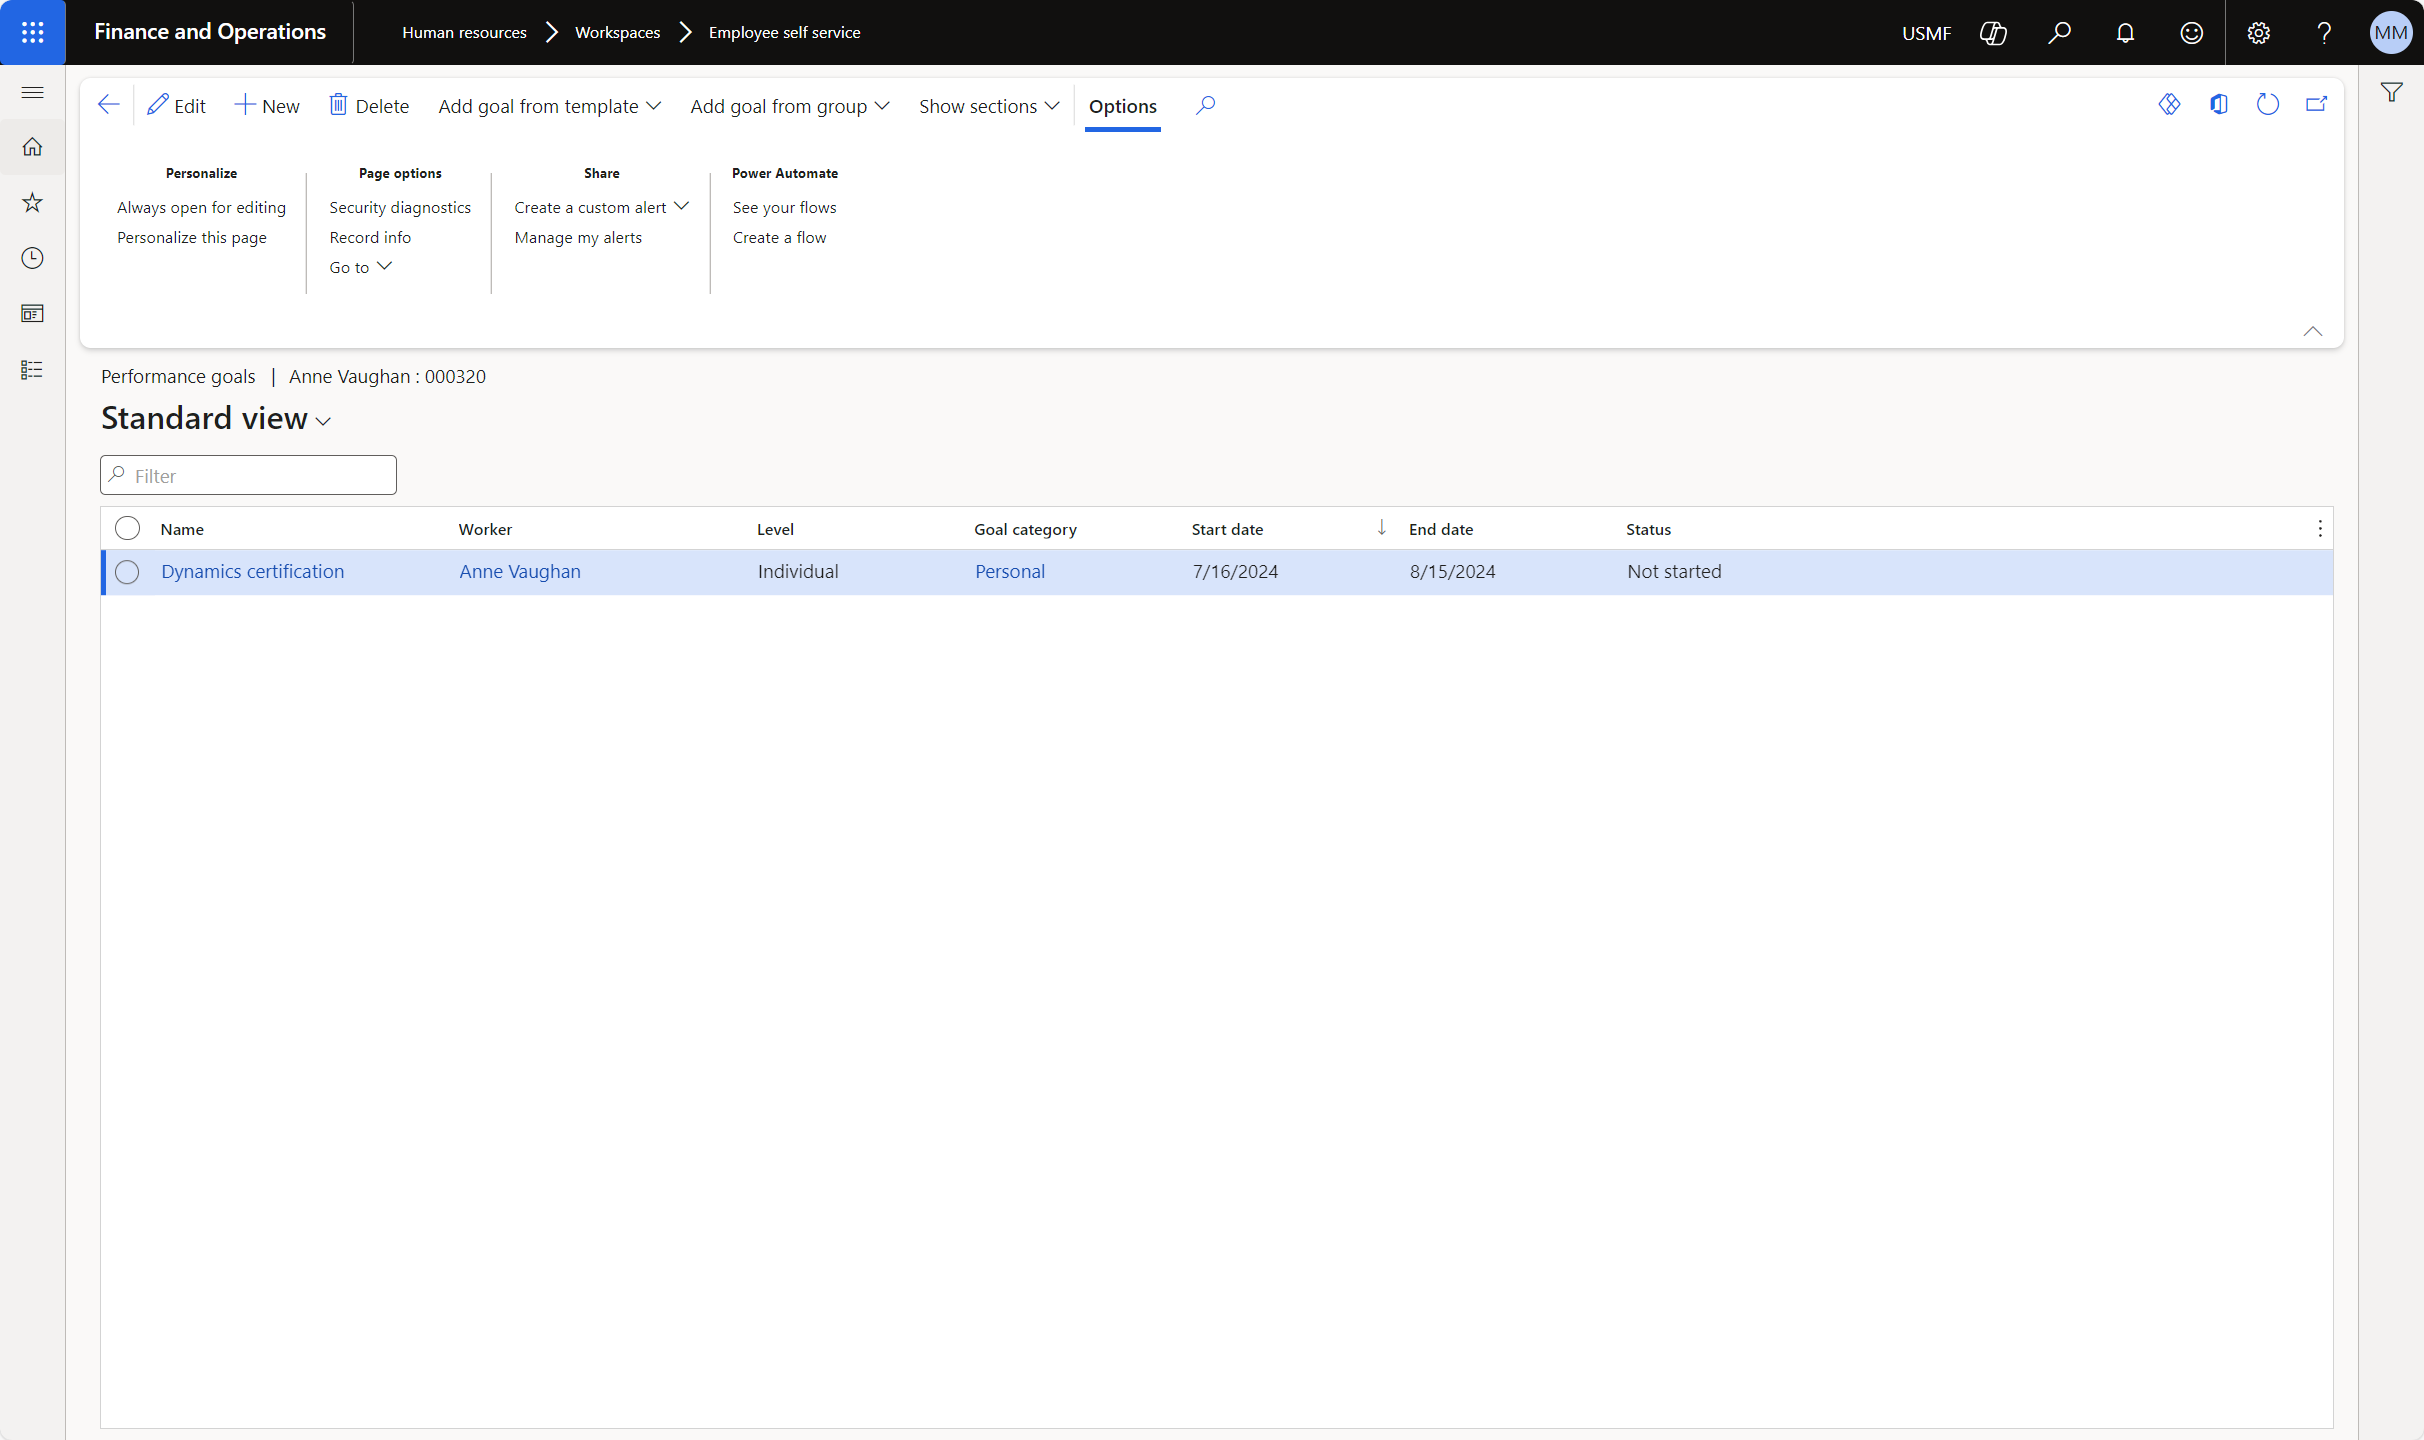 Finance and Operations
Human resources
Workspaces
Employee self service
USMF
MM
Edit
New
Delete
Add goal from template
Add goal from group
Show sections
Options
Personalize
Always open for editing
Personalize this page
Page options
Security diagnostics
Record info
Go to
Share
Create a custom alert
Manage my alerts
Power Automate
See your flows
Create a flow
Performance goals | Anne Vaughan : 000320
Standard view
Filter
Name Worker Level Goal category Start date End date Status
Dynamics certification Anne Vaughan Individual Personal 7/16/2024 8/15/2024 Not started